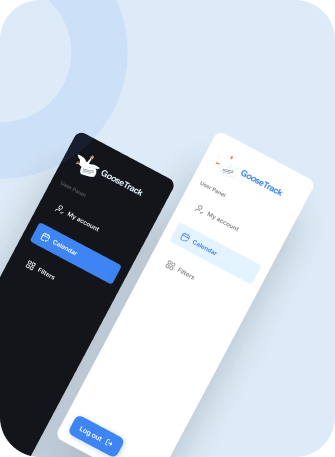 GooseTrack
User Panel
My account
Calendar
Filters
GooseTrack
User Panel
My account
Calendar
Filters
Log out